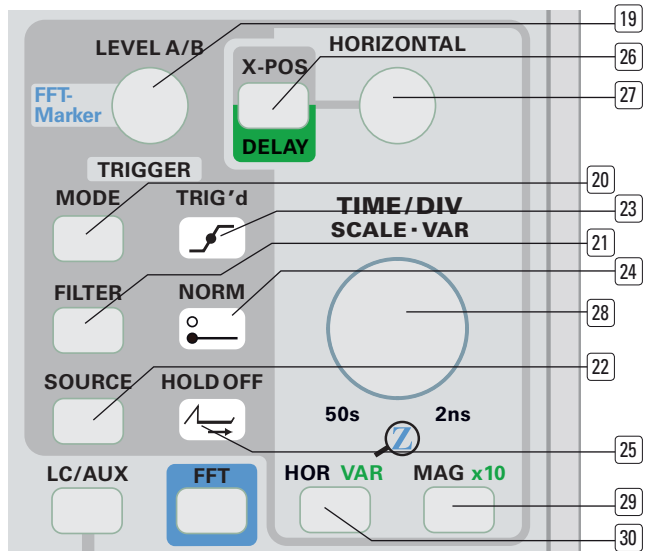 LEVEL A/B
HORIZONTAL
19
X-POS
26
FFT-
Marker
27
DELAY
TRIGGER
MODE
TRIG'd
20
TIME/DIV
23
SCALE · VAR
21
FILTER
NORM
24
28
SOURCE
HOLD OFF
22
50s
2ns
Z
25
LC/AUX
FFT
HOR VAR
MAG x10
29
30